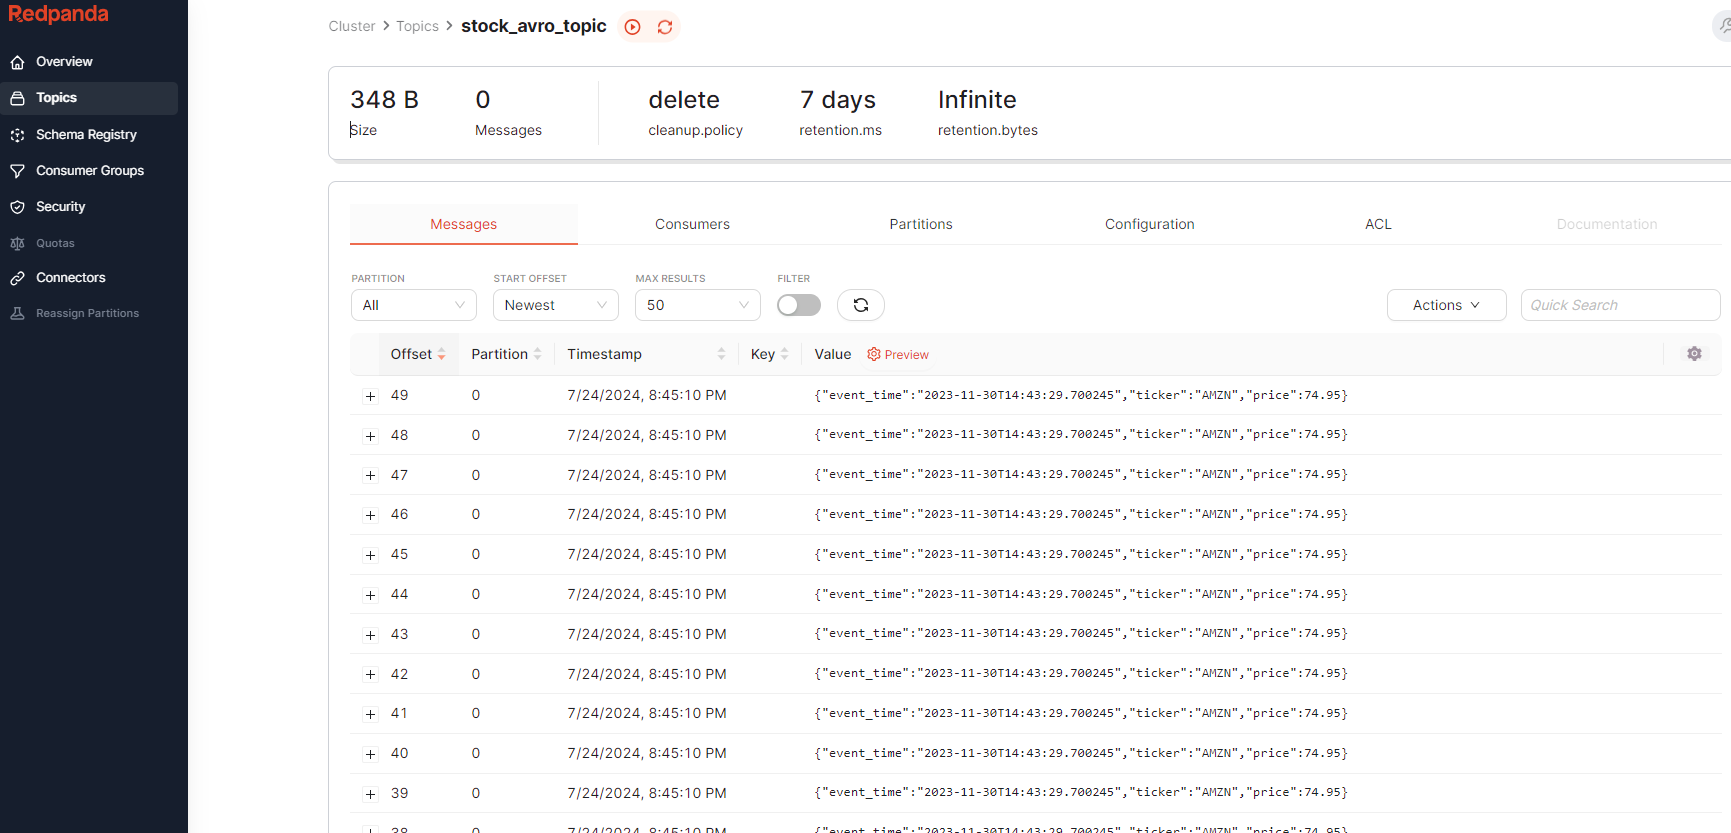 Redpanda
Overview
Topics
Schema Registry
Consumer Groups
Security
Quotas
Connectors
Reassign Partitions
Cluster > Topics > stock_avro_topic
348 B 0 delete 7 days Infinite
Size Messages cleanup.policy retention.ms retention.bytes
Messages Consumers Partitions Configuration ACL Documentation
PARTITION START OFFSET MAX RESULTS FILTER
All Newest 50 Actions Quick Search
Offset Partition Timestamp Key Value Preview
49 0 7/24/2024, 8:45:10 PM {"event_time":"2023-11-30T14:43:29.700245","ticker":"AMZN","price":74.95}
48 0 7/24/2024, 8:45:10 PM {"event_time":"2023-11-30T14:43:29.700245","ticker":"AMZN","price":74.95}
47 0 7/24/2024, 8:45:10 PM {"event_time":"2023-11-30T14:43:29.700245","ticker":"AMZN","price":74.95}
46 0 7/24/2024, 8:45:10 PM {"event_time":"2023-11-30T14:43:29.700245","ticker":"AMZN","price":74.95}
45 0 7/24/2024, 8:45:10 PM {"event_time":"2023-11-30T14:43:29.700245","ticker":"AMZN","price":74.95}
44 0 7/24/2024, 8:45:10 PM {"event_time":"2023-11-30T14:43:29.700245","ticker":"AMZN","price":74.95}
43 0 7/24/2024, 8:45:10 PM {"event_time":"2023-11-30T14:43:29.700245","ticker":"AMZN","price":74.95}
42 0 7/24/2024, 8:45:10 PM {"event_time":"2023-11-30T14:43:29.700245","ticker":"AMZN","price":74.95}
41 0 7/24/2024, 8:45:10 PM {"event_time":"2023-11-30T14:43:29.700245","ticker":"AMZN","price":74.95}
40 0 7/24/2024, 8:45:10 PM {"event_time":"2023-11-30T14:43:29.700245","ticker":"AMZN","price":74.95}
39 0 7/24/2024, 8:45:10 PM {"event_time":"2023-11-30T14:43:29.700245","ticker":"AMZN","price":74.95}
38 0 7/24/2024, 8:45:10 PM {"event_time":"2023-11-30T14:43:29.700245","ticker":"AMZN","price":74.95}